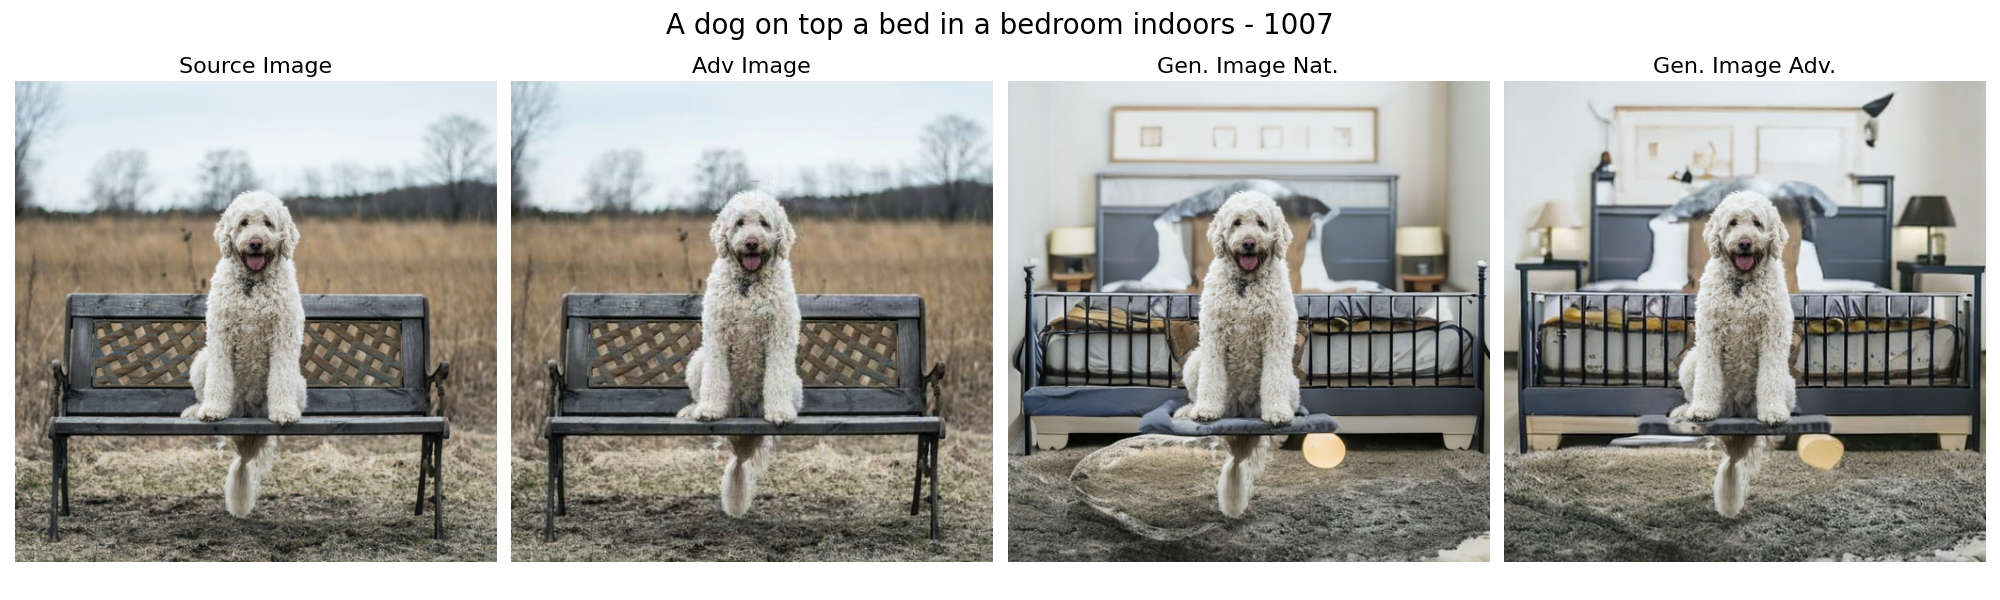 A dog on top a bed in a bedroom indoors - 1007
Source Image
Adv Image
Gen. Image Nat.
Gen. Image Adv.